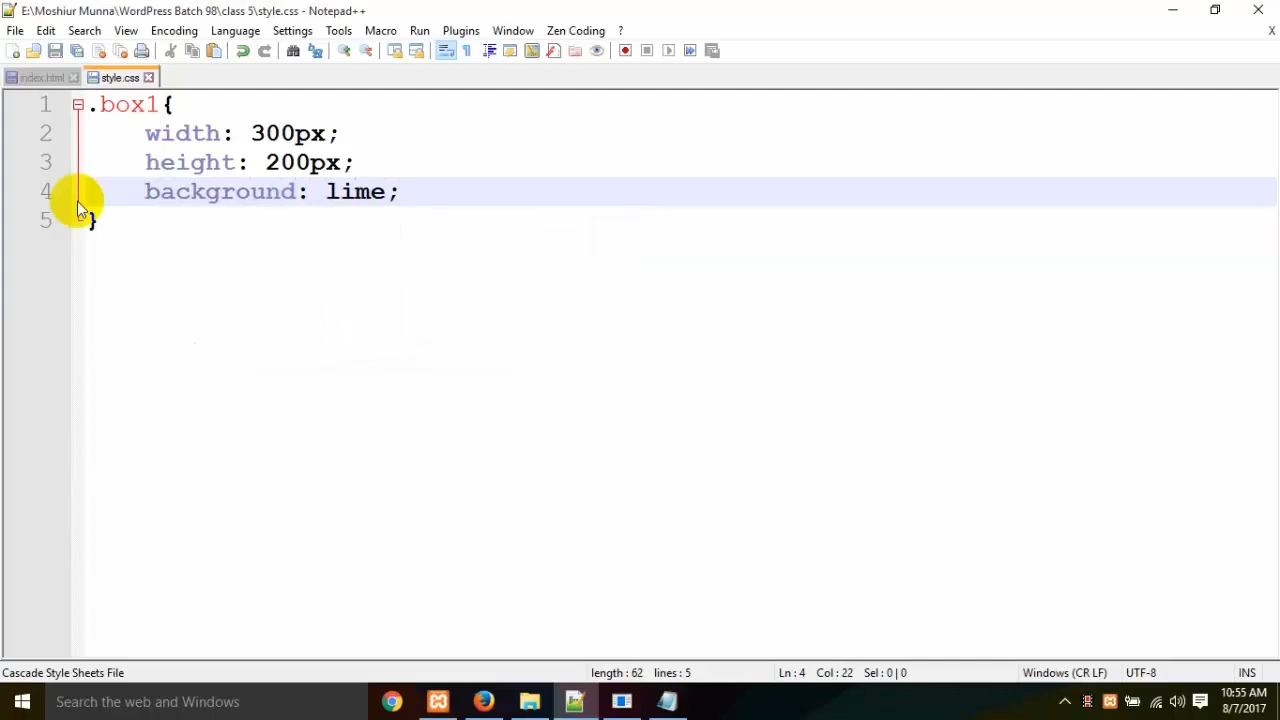 E:\Moshiur Munna\WordPress Batch 98\class 5\style.css - Notepad++
File Edit Search View Encoding Language Settings Tools Macro Run Plugins Window Zen Coding ? X
index.html style.css
1 .box1{
2 width: 300px;
3 height: 200px;
4 background: lime;
5 }
Cascade Style Sheets File length : 62 lines : 5 Ln : 4 Col : 22 Sel : 0 | 0 Windows (CR LF) UTF-8 INS
Search the web and Windows
10:55 AM
8/7/2017